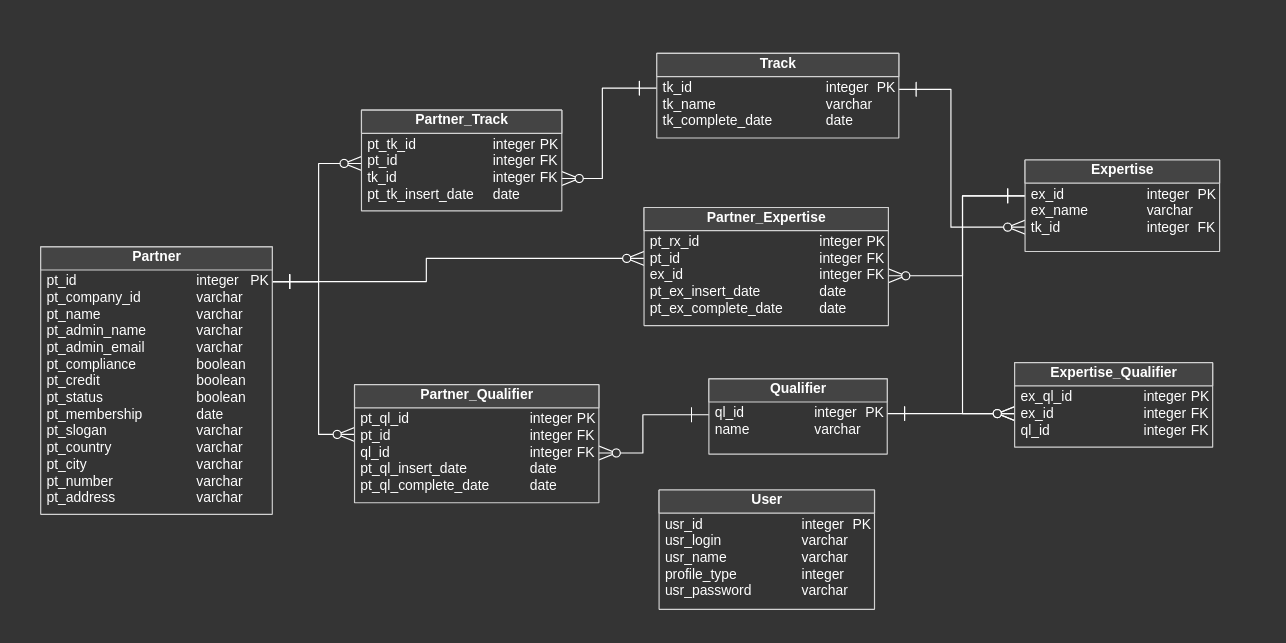 Track
tk_id integer PK
tk_name varchar
tk_complete_date date
Partner_Track
pt_tk_id integer PK
pt_id integer FK
tk_id integer FK
pt_tk_insert_date date
Expertise
ex_id integer PK
ex_name varchar
tk_id integer FK
Partner_Expertise
pt_rx_id integer PK
pt_id integer FK
ex_id integer FK
pt_ex_insert_date date
pt_ex_complete_date date
Partner
pt_id integer PK
pt_company_id varchar
pt_name varchar
pt_admin_name varchar
pt_admin_email varchar
pt_compliance boolean
pt_credit boolean
pt_status boolean
pt_membership date
pt_slogan varchar
pt_country varchar
pt_city varchar
pt_number varchar
pt_address varchar
Partner_Qualifier
pt_ql_id integer PK
pt_id integer FK
ql_id integer FK
pt_ql_insert_date date
pt_ql_complete_date date
Qualifier
ql_id integer PK
name varchar
Expertise_Qualifier
ex_ql_id integer PK
ex_id integer FK
ql_id integer FK
User
usr_id integer PK
usr_login varchar
usr_name varchar
profile_type integer
usr_password varchar